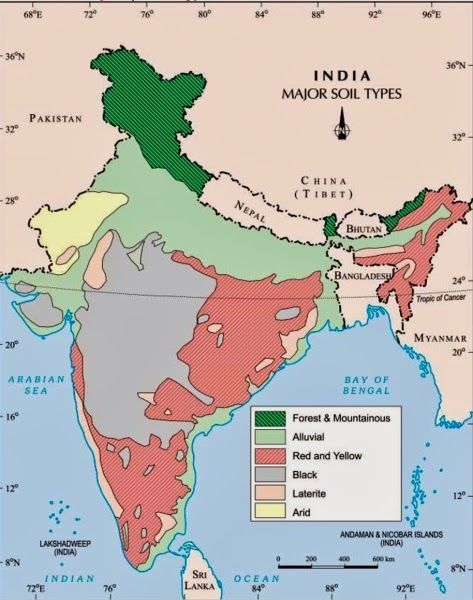 68°E
72°E
76°
80°
84°
88°
92°
96°E
36°N
36°N
INDIA
MAJOR SOIL TYPES
PAKISTAN
32°
32°
CHINA
(TIBET)
NEPAL
28°
28°
BHUTAN
BANGLADESH
24°
Tropic of Cancer
MYANMAR
20°
20°
ARABIAN
SEA
BAY OF
BENGAL
16°
16°
Forest & Mountainous
Alluvial
Red and Yellow
Black
Laterite
Arid
12°
12°
LAKSHADWEEP
(INDIA)
ANDAMAN & NICOBAR ISLANDS
(INDIA)
0 200 400 600 km
8°N
8°N
INDIAN
SRI
LANKA
OCEAN
72°E
76°
80°
84°
88°
92°
96°E